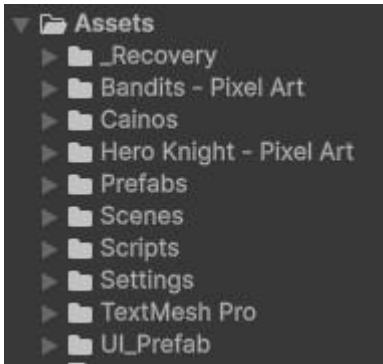 Assets
_Recovery
Bandits - Pixel Art
Cainos
Hero Knight - Pixel Art
Prefabs
Scenes
Scripts
Settings
TextMesh Pro
UI_Prefab